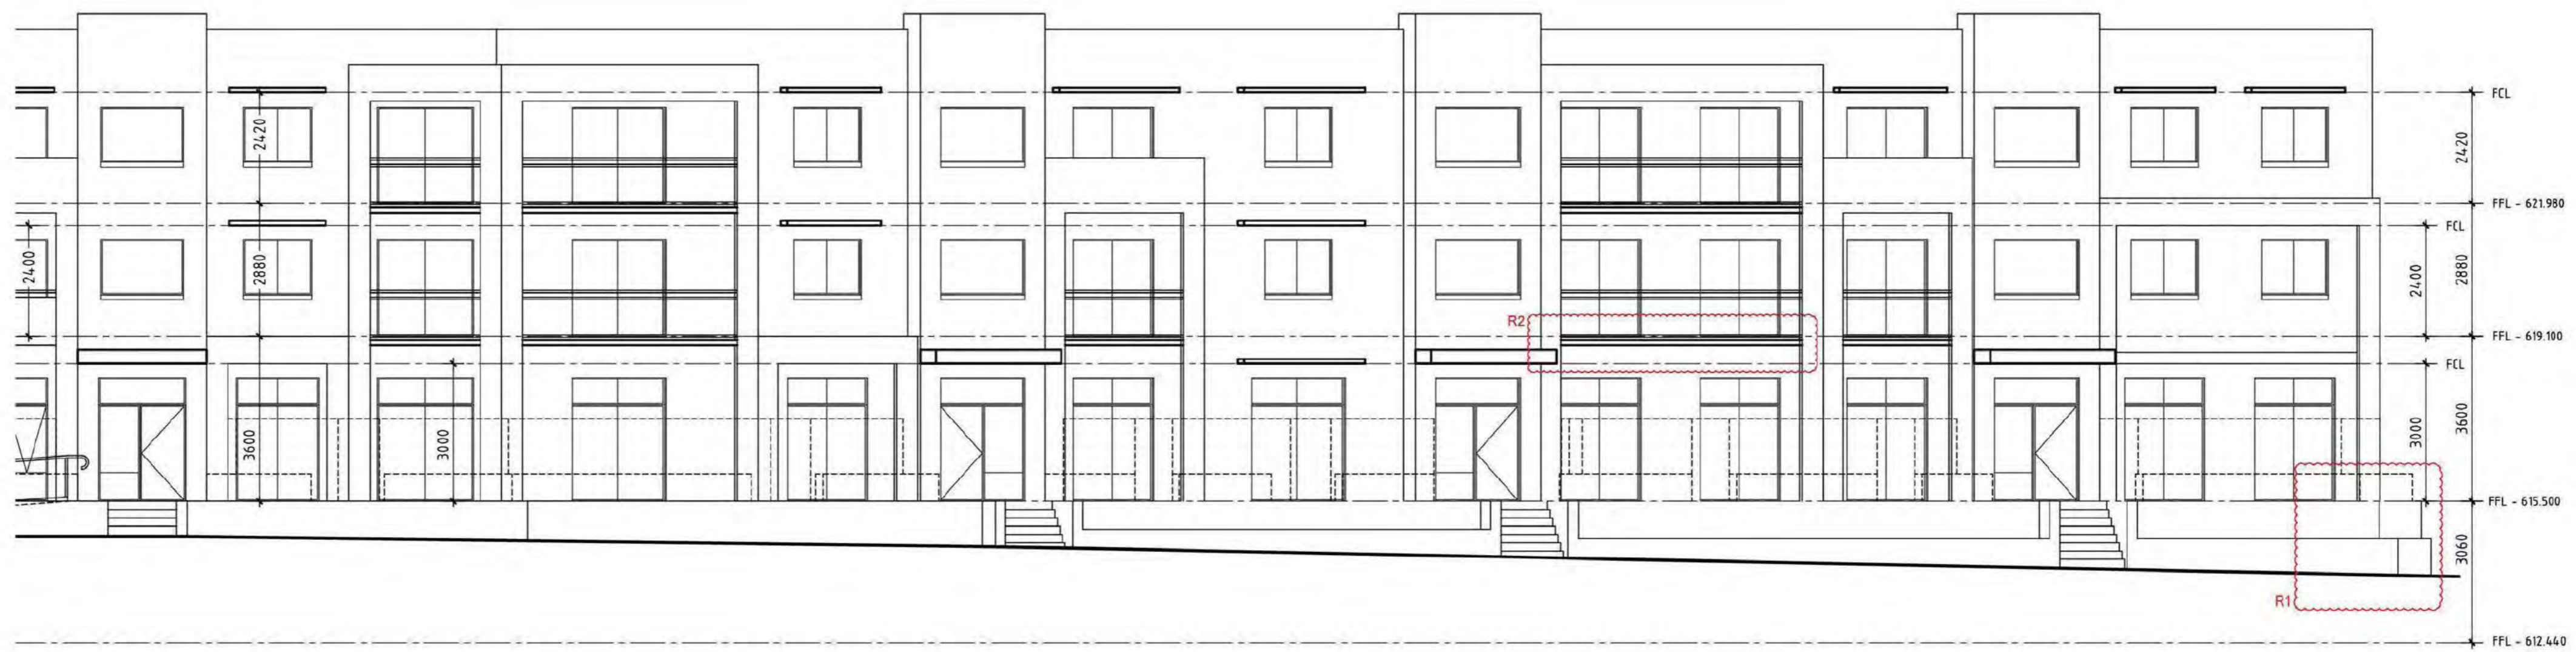 FCL
2420
2420
FFL - 621.980
FCL
2400
2880
2400
2880
R2
FFL - 619.100
FCL
3600
3000
3000
3600
FFL - 615.500
3060
R1
FFL - 612.440